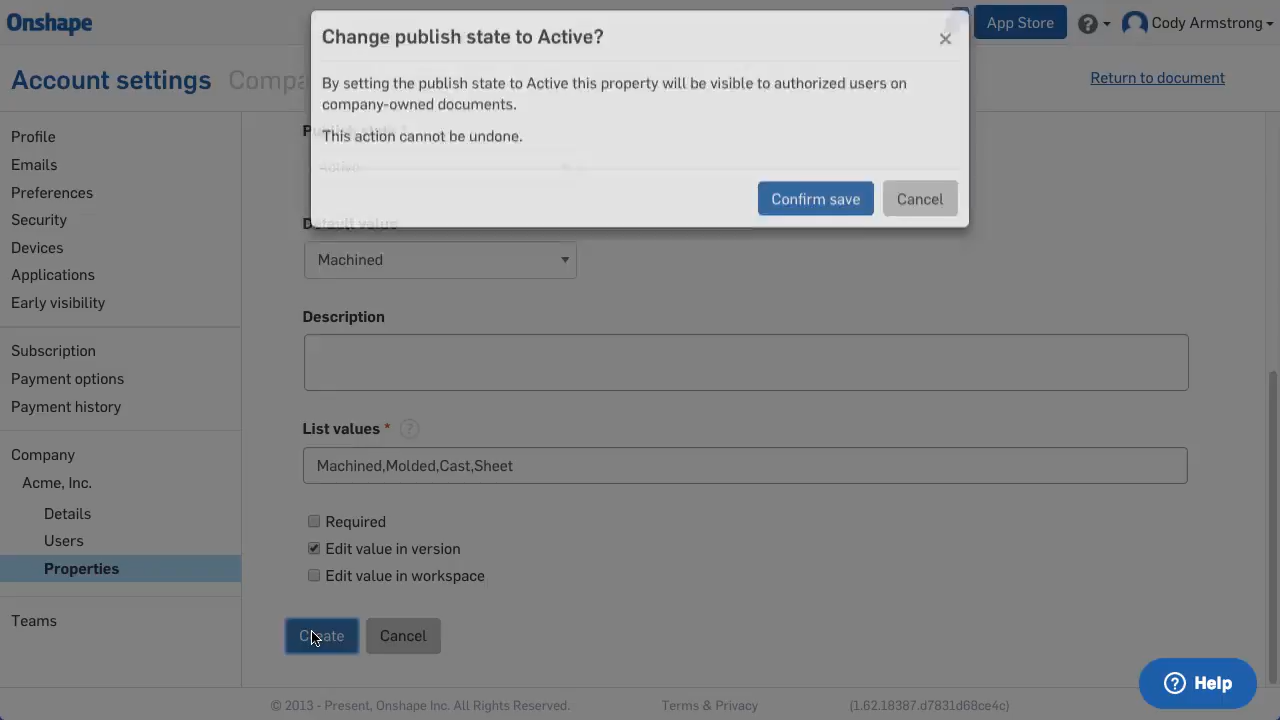 Onshape
App Store
Cody Armstrong
Account settings
Return to document
Change publish state to Active?
By setting the publish state to Active this property will be visible to authorized users on
company-owned documents.
This action cannot be undone.
Confirm save
Cancel
Profile
Emails
Preferences
Security
Devices
Applications
Early visibility
Subscription
Payment options
Payment history
Company
Acme, Inc.
Details
Users
Properties
Teams
Default value
Machined
Description
List values * ?
Machined,Molded,Cast,Sheet
Required
Edit value in version
Edit value in workspace
Create
Cancel
? Help
© 2013 - Present, Onshape Inc. All Rights Reserved.
Terms & Privacy
(1.62.18387.d7831d68ce4c)